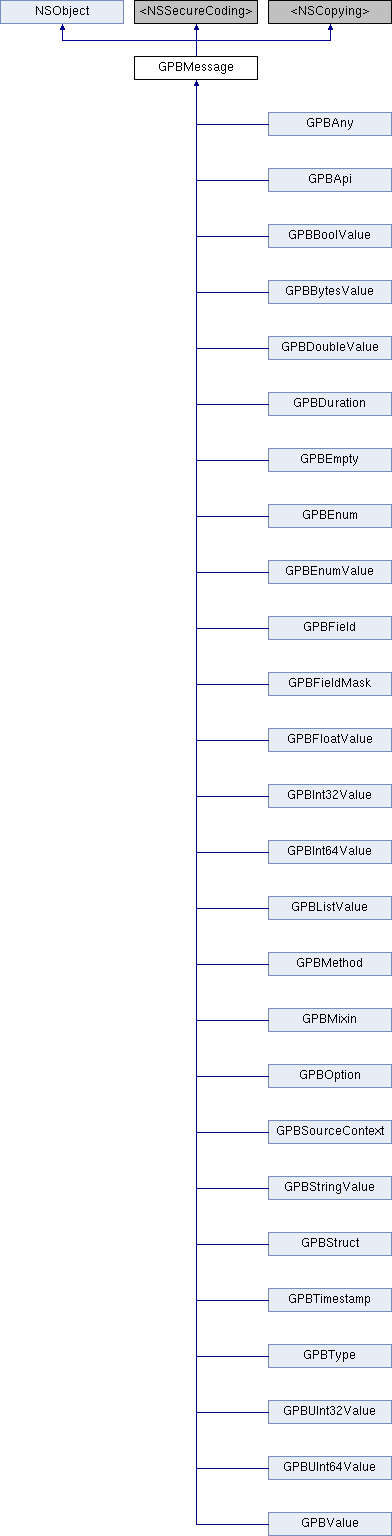 NSObject
<NSSecureCoding>
<NSCopying>
GPBMessage
GPBAny
GPBApi
GPBBoolValue
GPBBytesValue
GPBDoubleValue
GPBDuration
GPBEmpty
GPBEnum
GPBEnumValue
GPBField
GPBFieldMask
GPBFloatValue
GPBInt32Value
GPBInt64Value
GPBListValue
GPBMethod
GPBMixin
GPBOption
GPBSourceContext
GPBStringValue
GPBStruct
GPBTimestamp
GPBType
GPBUInt32Value
GPBUInt64Value
GPBValue